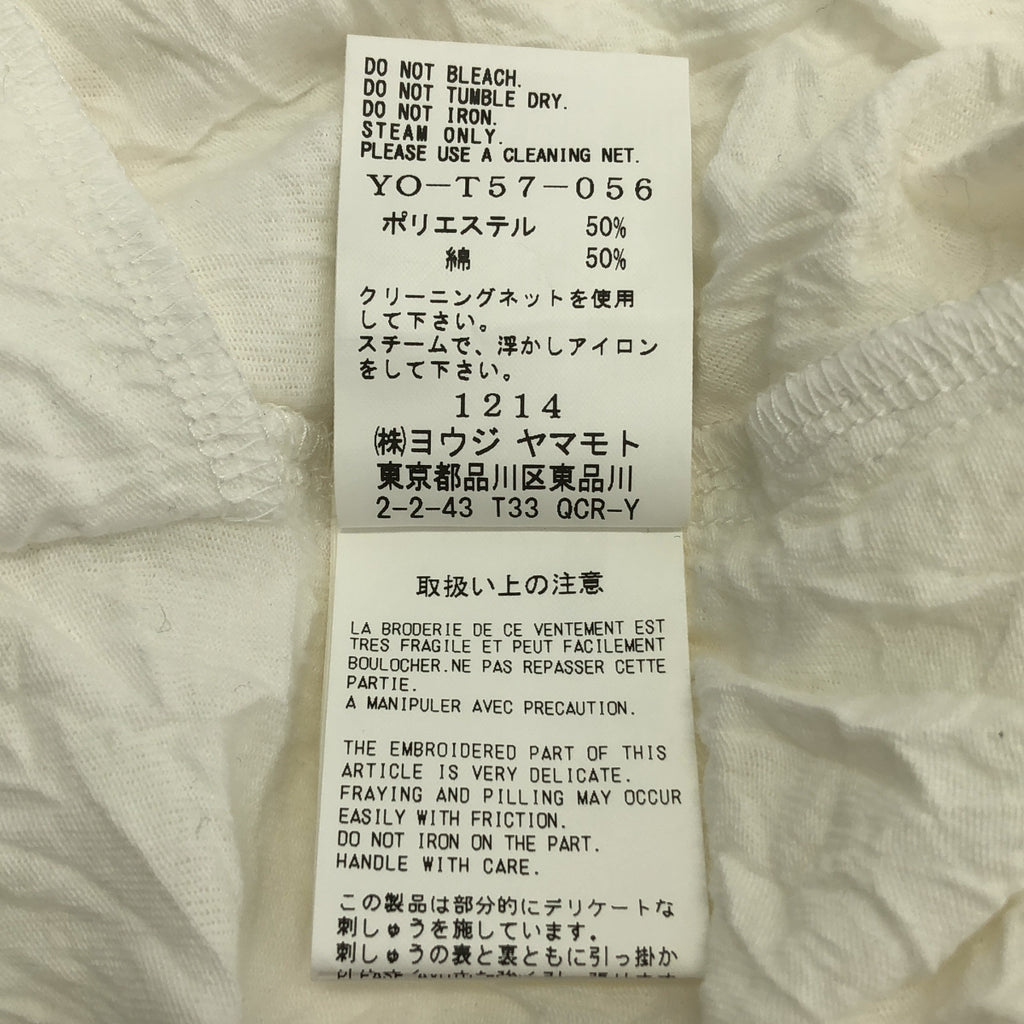 DO NOT BLEACH.
DO NOT TUMBLE DRY.
DO NOT IRON.
STEAM ONLY.
PLEASE USE A CLEANING NET.
YO-T57-056
ポリエステル 50%
綿 50%
クリーニングネットを使用
して下さい。
スチームで、浮かしアイロン
をして下さい。
1214
㈱ヨウジ ヤマモト
東京都品川区東品川
2-2-43 T33 QCR-Y
取扱い上の注意
LA BRODERIE DE CE VENTEMENT EST
TRES FRAGILE ET PEUT FACILEMENT
BOULOCHER.NE PAS REPASSER CETTE
PARTIE.
A MANIPULER AVEC PRECAUTION.
THE EMBROIDERED PART OF THIS
ARTICLE IS VERY DELICATE.
FRAYING AND PILLING MAY OCCUR
EASILY WITH FRICTION.
DO NOT IRON ON THE PART.
HANDLE WITH CARE.
この製品は部分的にデリケートな
刺しゅうを施しています。
刺しゅうの表と裏ともに引っ掛か